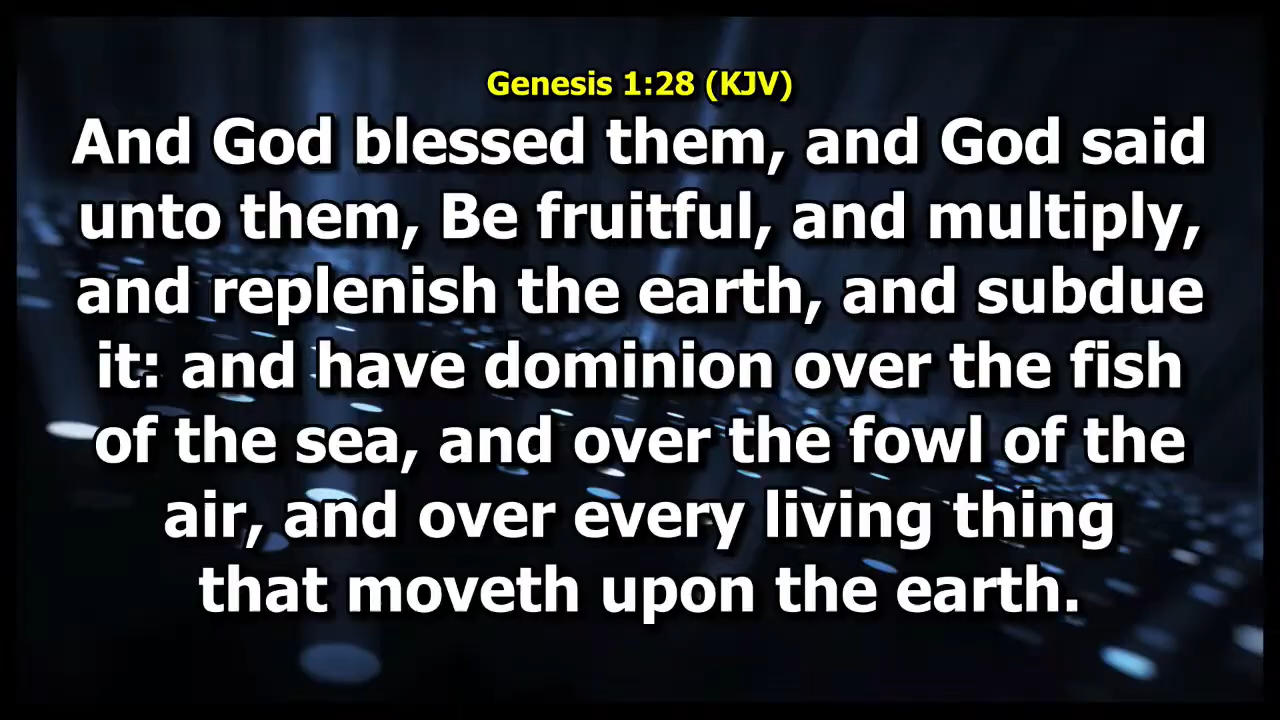 Genesis 1:28 (KJV)
And God blessed them, and God said
unto them, Be fruitful, and multiply,
and replenish the earth, and subdue
it: and have dominion over the fish
of the sea, and over the fowl of the
air, and over every living thing
that moveth upon the earth.